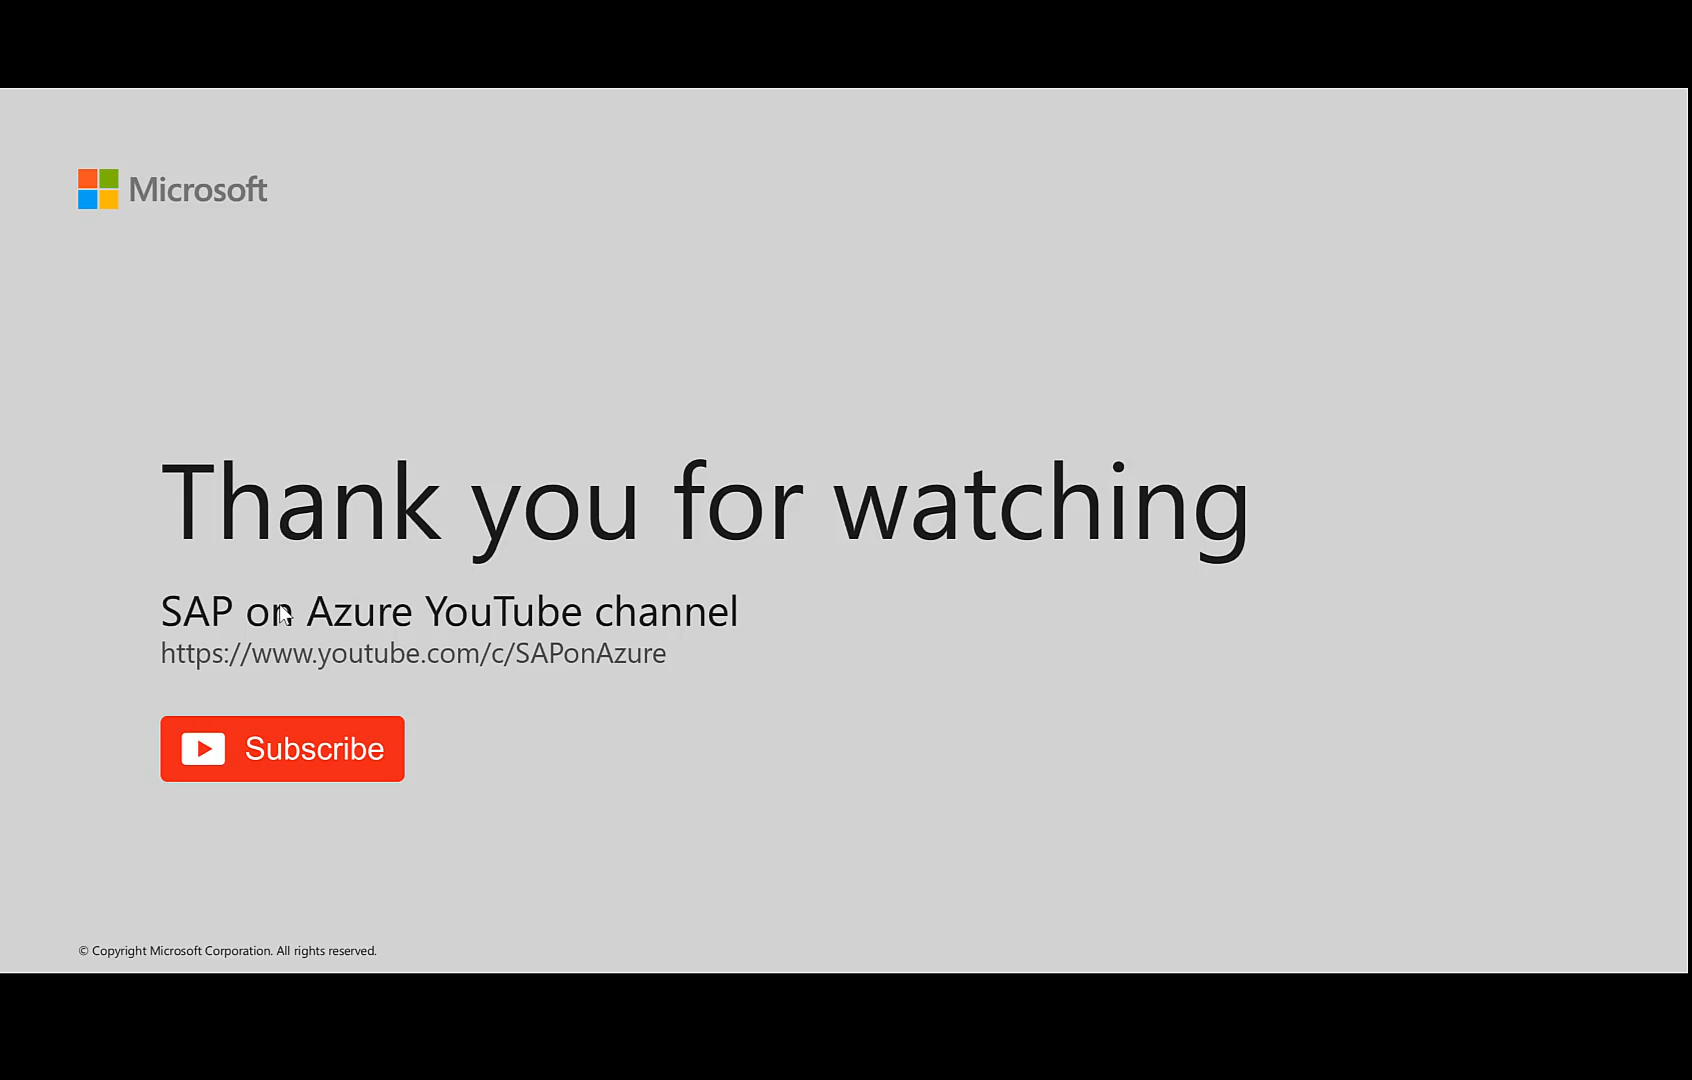 Microsoft
Thank you for watching
SAP on Azure YouTube channel
https://www.youtube.com/c/SAPonAzure
Subscribe
© Copyright Microsoft Corporation. All rights reserved.